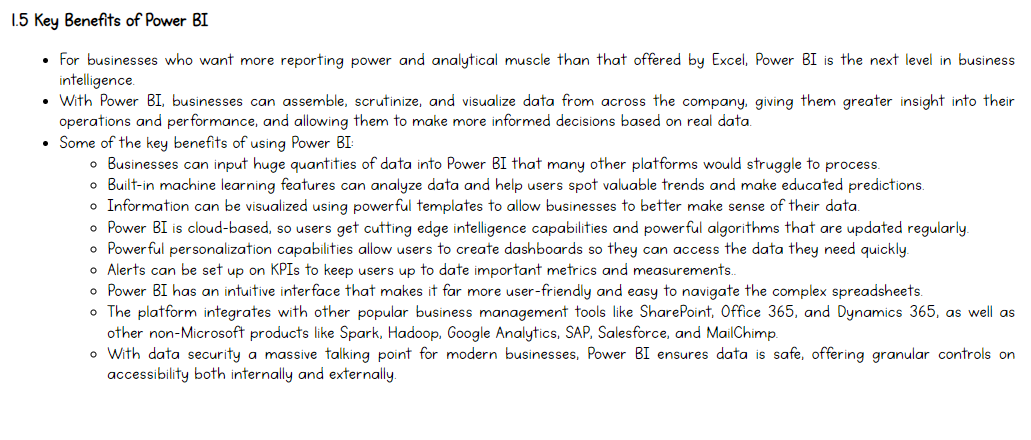 1.5 Key Benefits of Power BI
• For businesses who want more reporting power and analytical muscle than that offered by Excel, Power BI is the next level in business
intelligence.
• With Power BI, businesses can assemble, scrutinize, and visualize data from across the company, giving them greater insight into their
operations and performance, and allowing them to make more informed decisions based on real data.
• Some of the key benefits of using Power BI:
o Businesses can input huge quantities of data into Power BI that many other platforms would struggle to process.
o Built-in machine learning features can analyze data and help users spot valuable trends and make educated predictions.
o Information can be visualized using powerful templates to allow businesses to better make sense of their data.
o Power BI is cloud-based, so users get cutting edge intelligence capabilities and powerful algorithms that are updated regularly.
o Powerful personalization capabilities allow users to create dashboards so they can access the data they need quickly.
o Alerts can be set up on KPIs to keep users up to date important metrics and measurements..
o Power BI has an intuitive interface that makes it far more user-friendly and easy to navigate the complex spreadsheets.
o The platform integrates with other popular business management tools like SharePoint, Office 365, and Dynamics 365, as well as
other non-Microsoft products like Spark, Hadoop, Google Analytics, SAP, Salesforce, and MailChimp.
o With data security a massive talking point for modern businesses, Power BI ensures data is safe, offering granular controls on
accessibility both internally and externally.